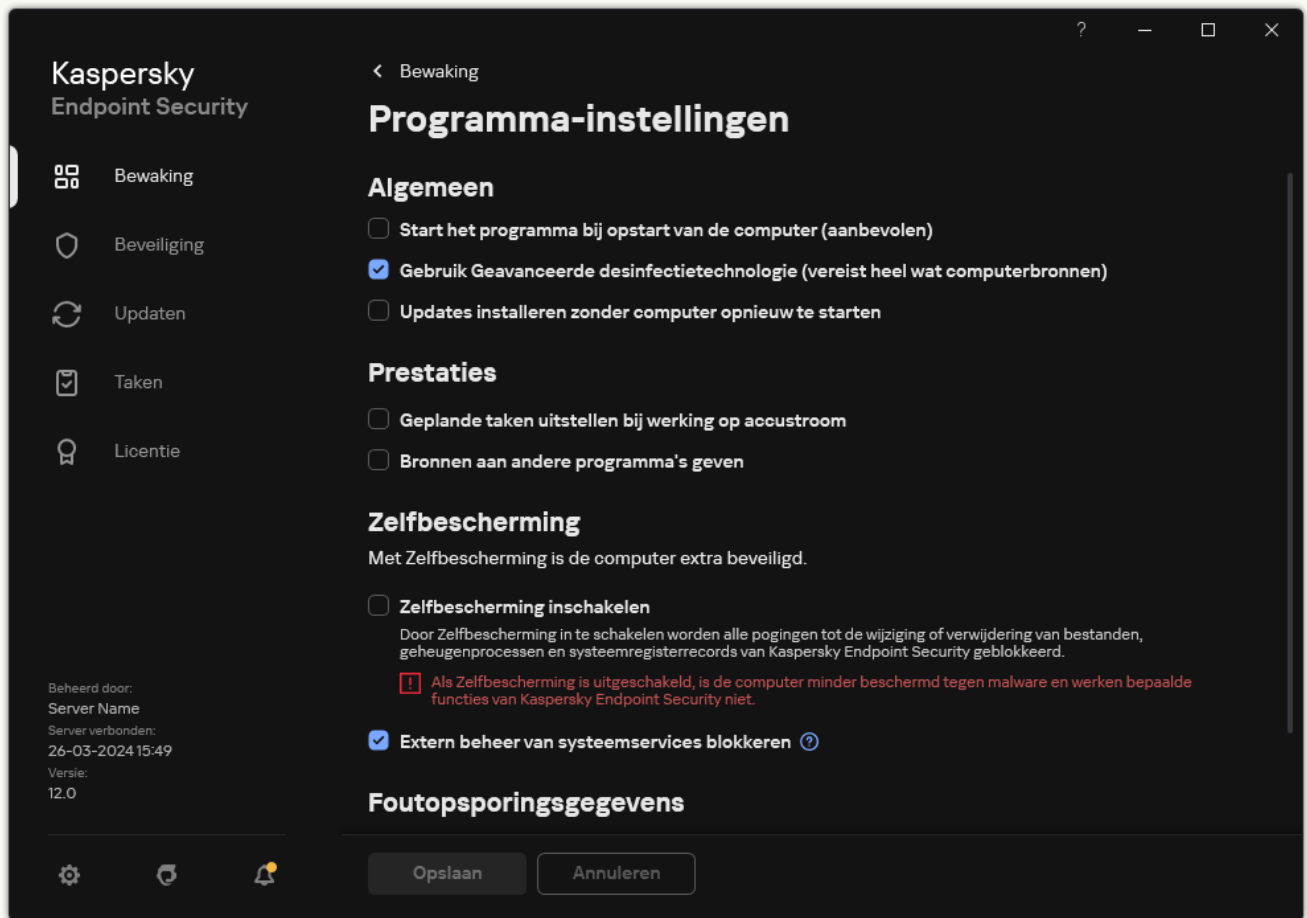 ?
Kaspersky
Endpoint Security
Bewaking
Beveiliging
Updaten
Taken
Licentie
Beheerd door:
Server Name
Server verbonden:
26-03-2024 15:49
Versie:
12.0
Bewaking
Programma-instellingen
Algemeen
Start het programma bij opstart van de computer (aanbevolen)
Gebruik Geavanceerde desinfectietechnologie (vereist heel wat computerbronnen)
Updates installeren zonder computer opnieuw te starten
Prestaties
Geplande taken uitstellen bij werking op accustroom
Bronnen aan andere programma's geven
Zelfbescherming
Met Zelfbescherming is de computer extra beveiligd.
Zelfbescherming inschakelen
Door Zelfbescherming in te schakelen worden alle pogingen tot de wijziging of verwijdering van bestanden,
geheugenprocessen en systeemregisterrecords van Kaspersky Endpoint Security geblokkeerd.
! Als Zelfbescherming is uitgeschakeld, is de computer minder beschermd tegen malware en werken bepaalde
functies van Kaspersky Endpoint Security niet.
Extern beheer van systeemservices blokkeren ?
Foutopsporingsgegevens
Opslaan
Annuleren